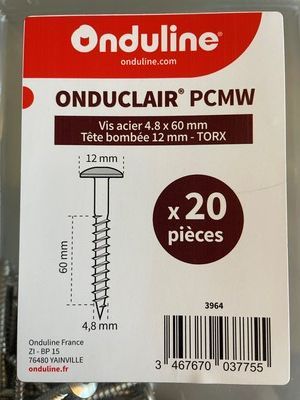 Onduline®
onduline.com
ONDUCLAIR® PCMW
Vis acier 4.8 x 60 mm
Tête bombée 12 mm - TORX
12 mm
60 mm
4,8 mm
x 20
pièces
3964
Onduline France
ZI - BP 15
76480 YAINVILLE
onduline.fr
3 467670 037755